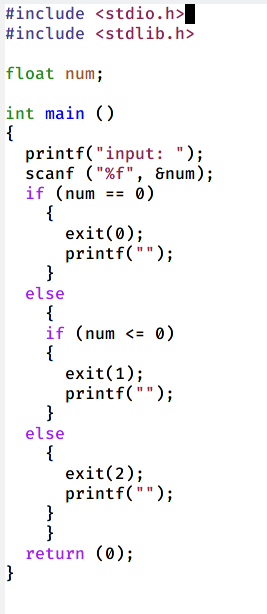 #include <stdio.h>
#include <stdlib.h>
float num;
int main ()
{
  printf("input: ");
  scanf ("%f", &num);
  if (num == 0)
    {
      exit(0);
      printf("");
    }
  else
    {
    if (num <= 0)
    {
      exit(1);
      printf("");
    }
  else
    {
      exit(2);
      printf("");
    }
    }
  return (0);
}